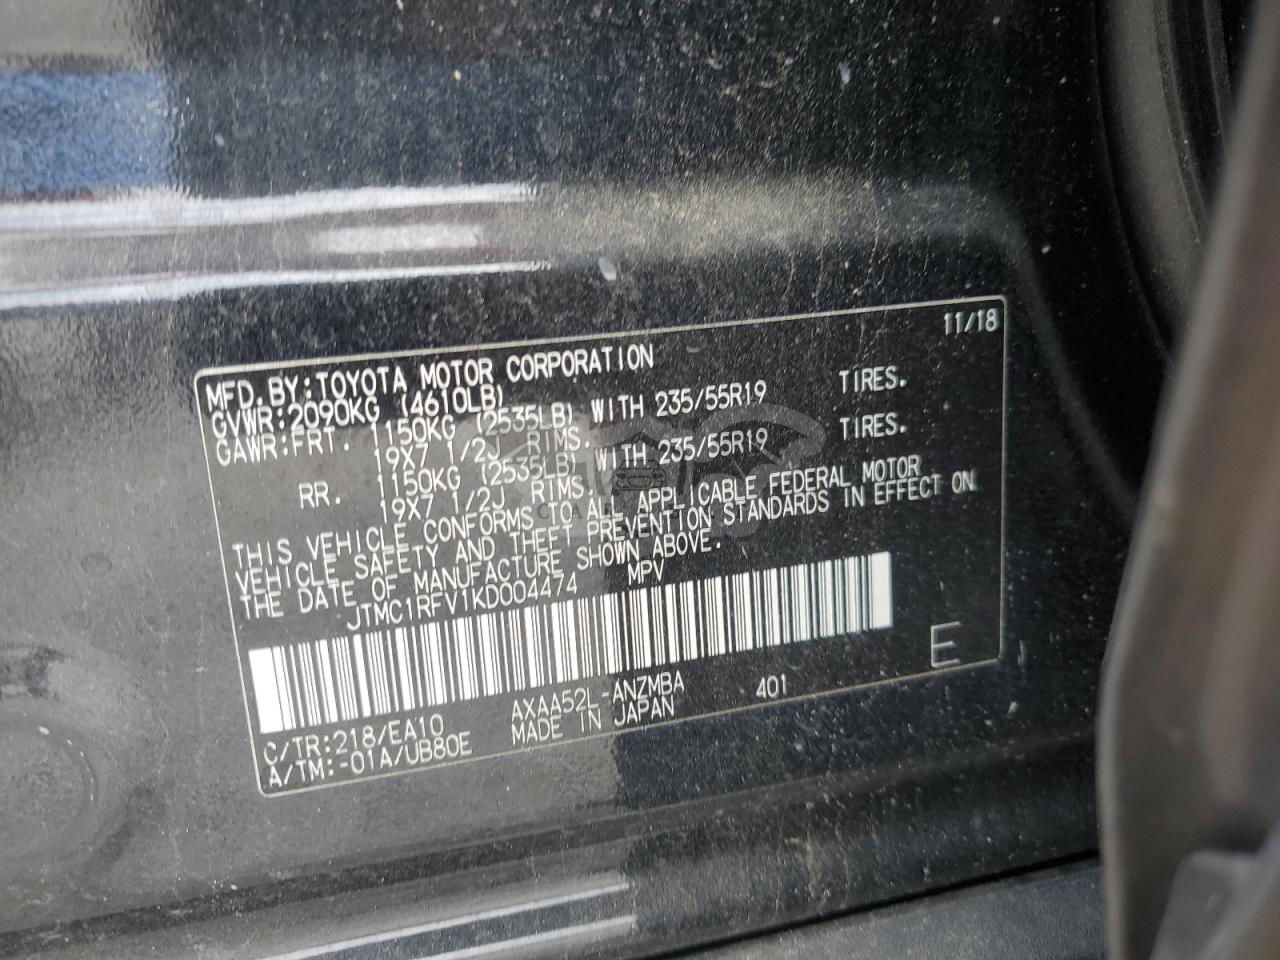 11/18
MFD.BY:TOYOTA MOTOR CORPORATION
GVWR:2090KG (4610LB)
GAWR:FRT. 1150KG (2535LB) WITH 235/55R19 TIRES.
19X7 1/2J RIMS.
RR. 1150KG (2535LB) WITH 235/55R19 TIRES.
19X7 1/2J RIMS.
THIS VEHICLE CONFORMS TO ALL APPLICABLE FEDERAL MOTOR
VEHICLE SAFETY AND THEFT PREVENTION STANDARDS IN EFFECT ON
THE DATE OF MANUFACTURE SHOWN ABOVE.
JTMC1RFV1KD004474 MPV
E
C/TR:218/EA10 AXAA52L-ANZMBA 401
A/TM:-01A/UB80E MADE IN JAPAN